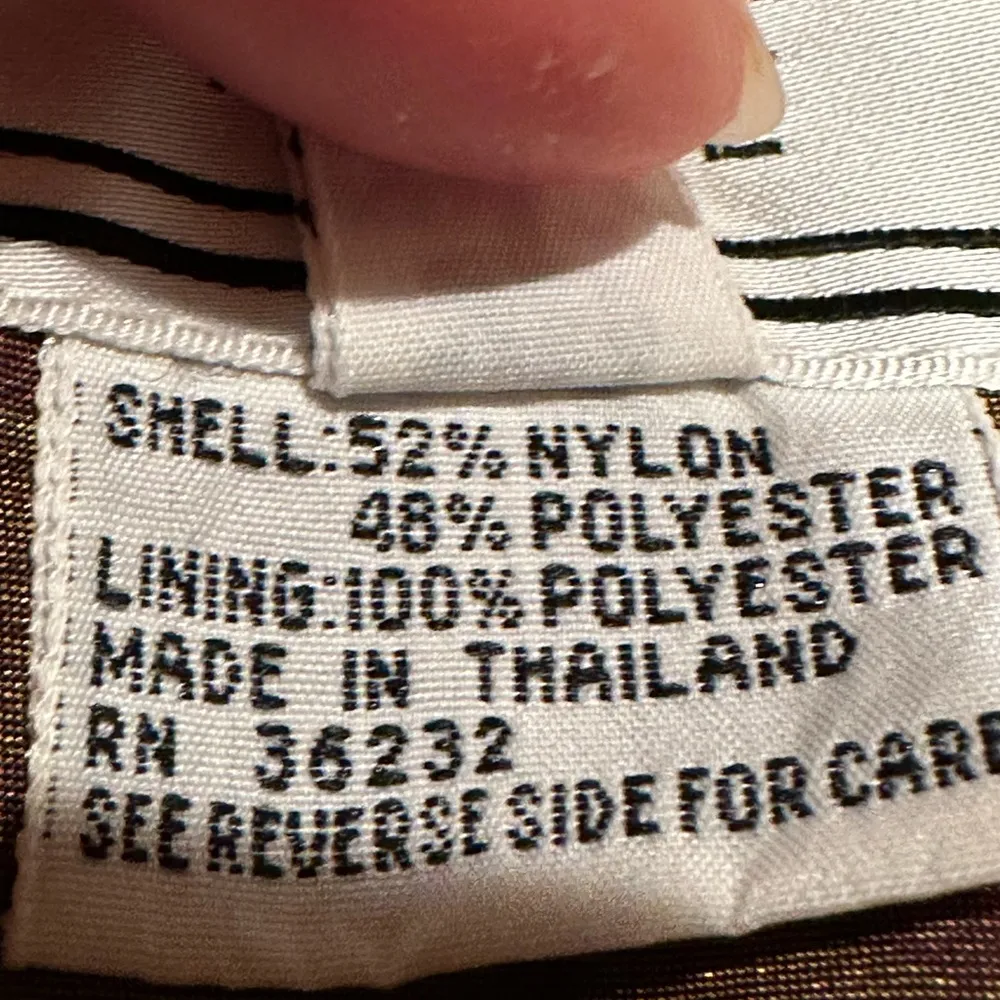 SHELL:52% NYLON
48% POLYESTER
LINING:100% POLYESTER
MADE IN THAILAND
RN 36232
SEE REVERSE SIDE FOR CARE